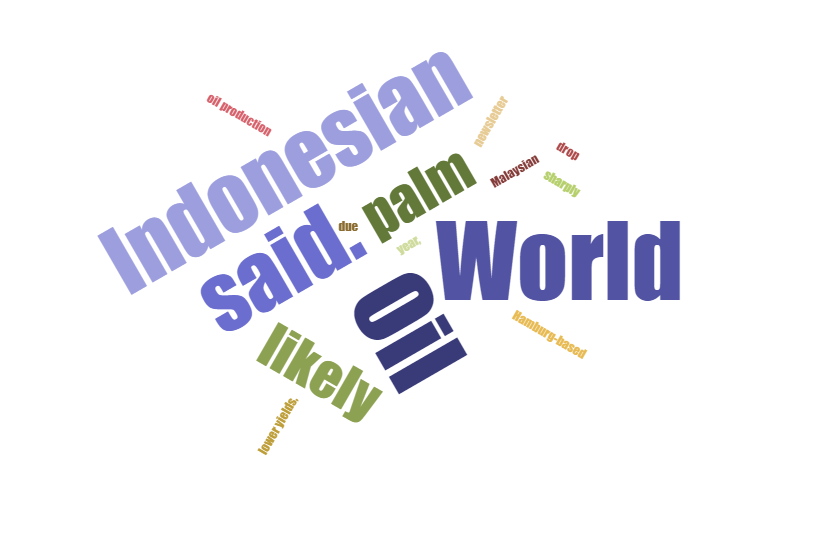 oil production
Indonesian
newsletter
drop
Malaysian
palm
sharply
said.
due
year,
World
Oil
Hamburg-based
likely
lower yields.